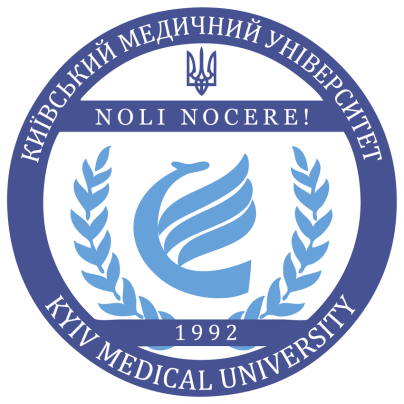 КИЇВСЬКИЙ МЕДИЧНИЙ УНІВЕРСИТЕТ
NOLI NOCERE!
1992
KYIV MEDICAL UNIVERSITY